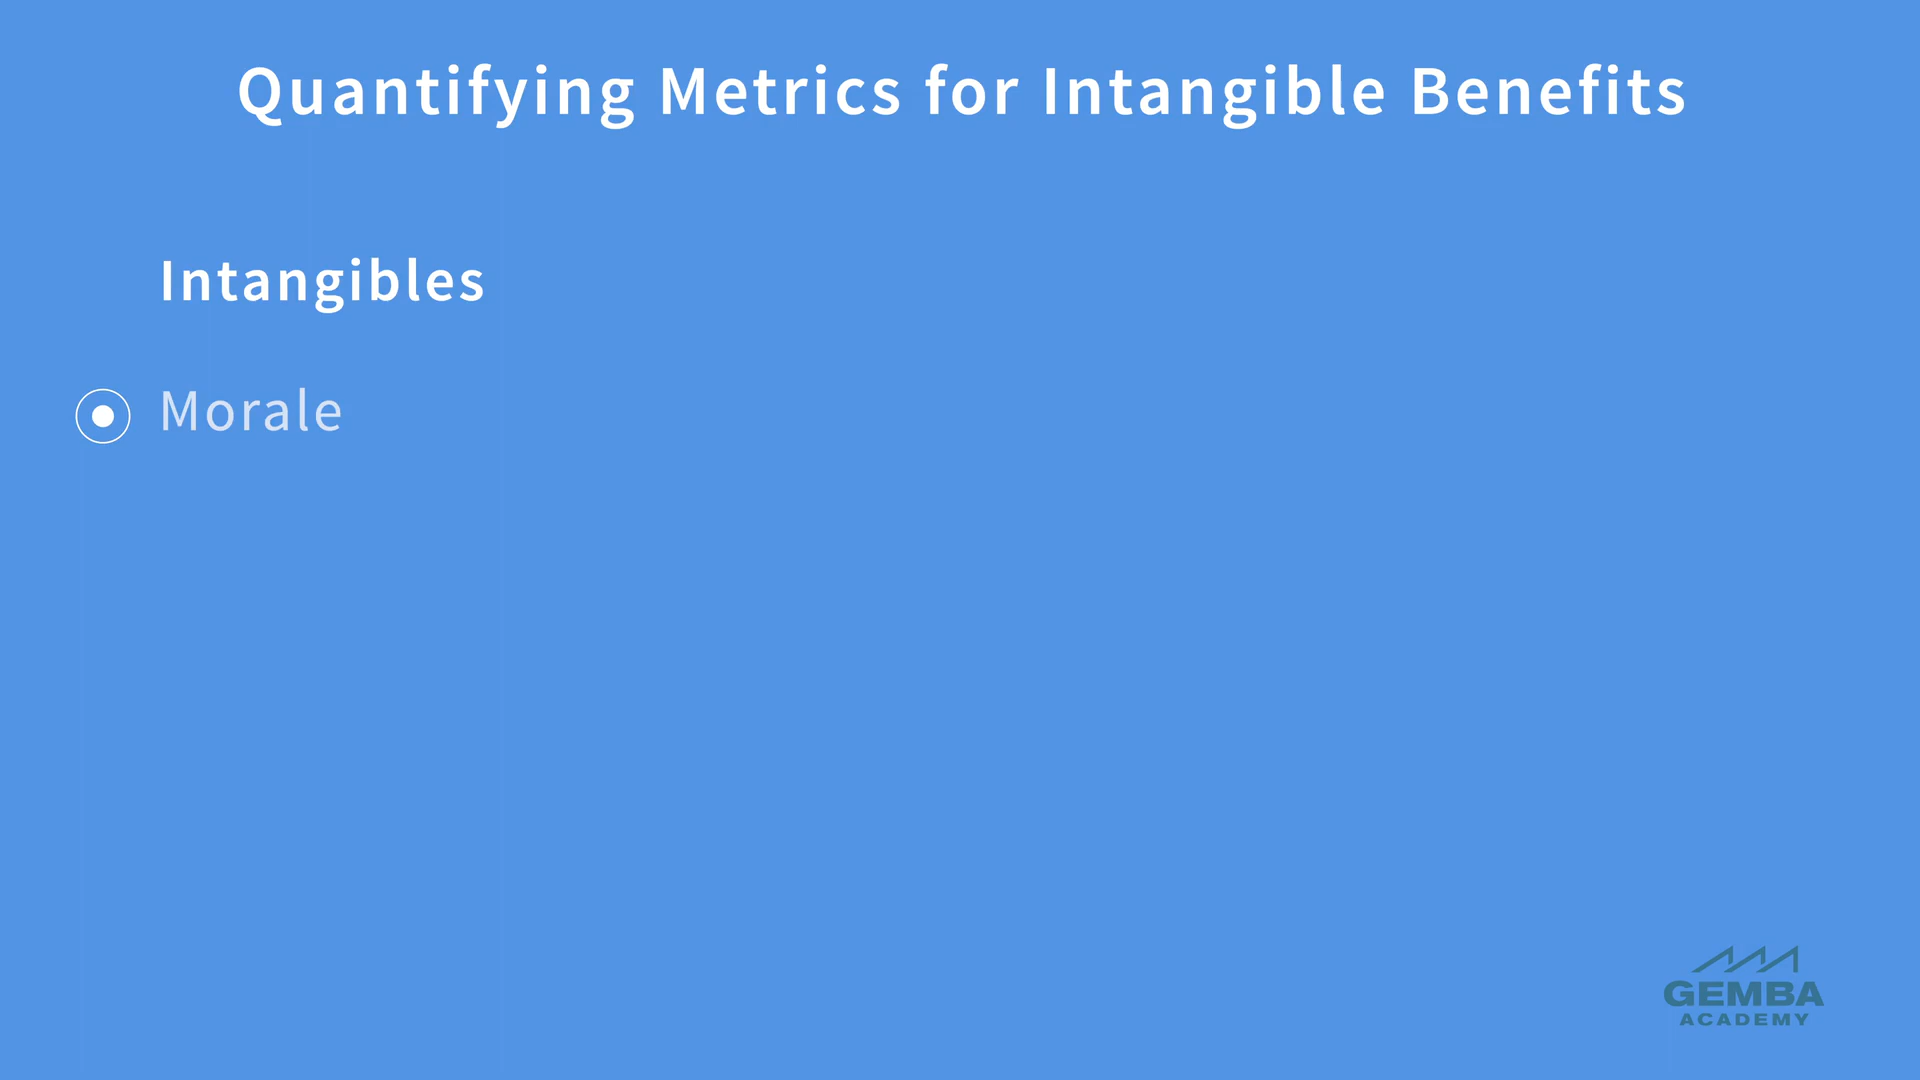 Quantifying Metrics for Intangible Benefits
Intangibles
Morale
GEMBA
ACADEMY